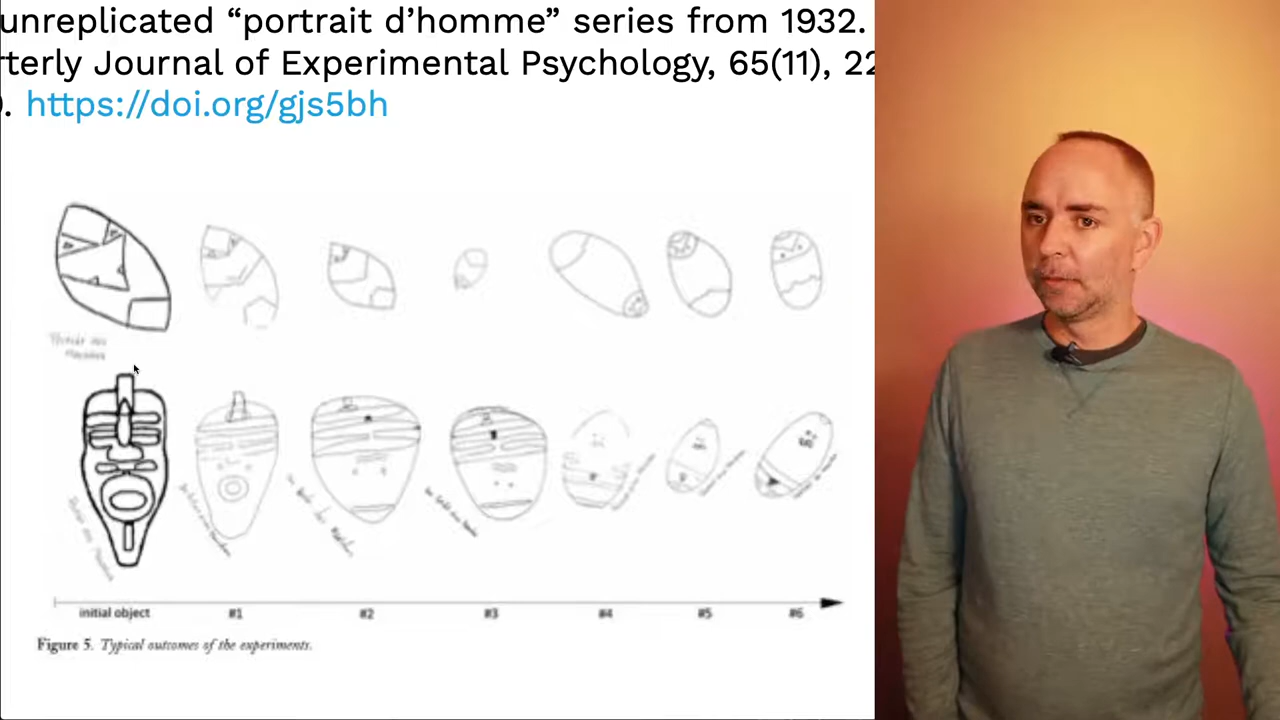 unreplicated “portrait d’homme” series from 1932.
rterly Journal of Experimental Psychology, 65(11), 22
). https://doi.org/gjs5bh
initial object #1 #2 #3 #4 #5 #6
Figure 5. Typical outcomes of the experiments.